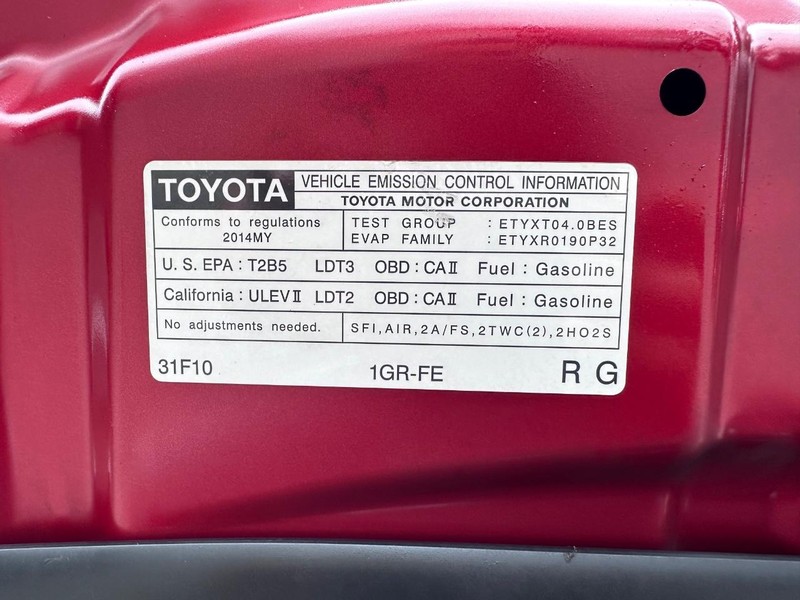 TOYOTA VEHICLE EMISSION CONTROL INFORMATION
TOYOTA MOTOR CORPORATION
Conforms to regulations
2014MY
TEST GROUP : ETYXT04.0BES
EVAP FAMILY : ETYXR0190P32
U. S. EPA : T2B5 LDT3 OBD : CAⅡ Fuel : Gasoline
California : ULEVⅡ LDT2 OBD : CAⅡ Fuel : Gasoline
No adjustments needed. SFI,AIR,2A/FS,2TWC(2),2HO2S
31F10 1GR-FE R G